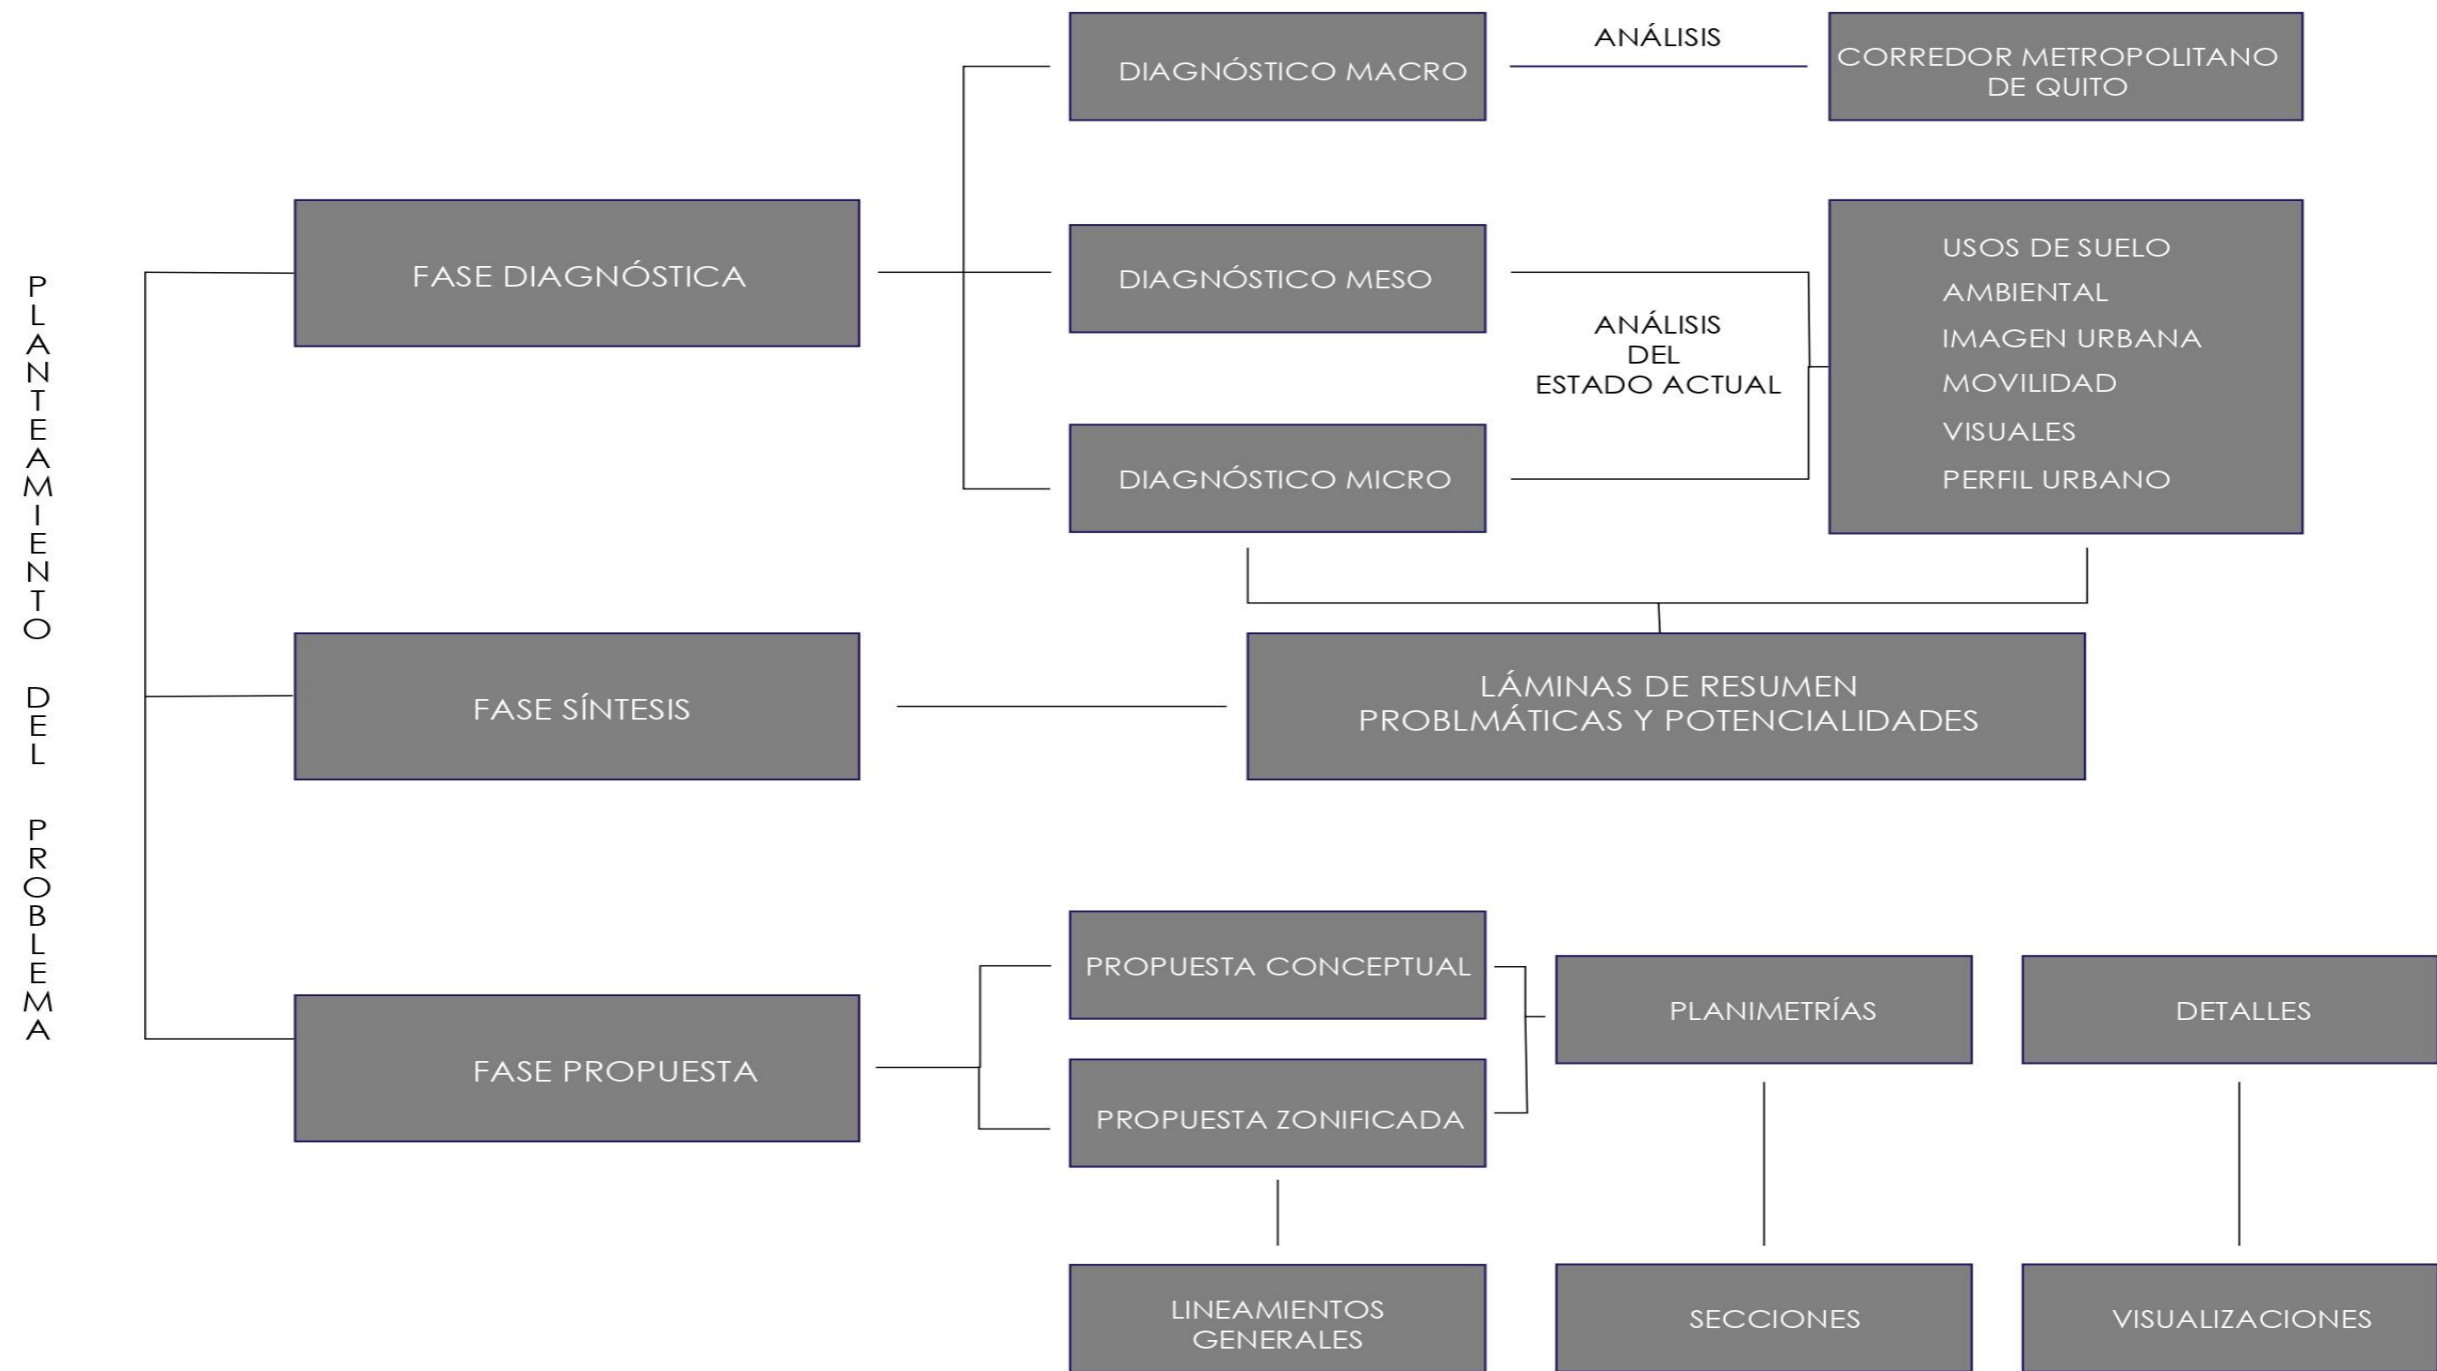 PLANTEAMIENTO DEL PROBLEMA
FASE DIAGNÓSTICA
DIAGNÓSTICO MACRO
ANÁLISIS
CORREDOR METROPOLITANO
DE QUITO
DIAGNÓSTICO MESO
DIAGNÓSTICO MICRO
ANÁLISIS
DEL
ESTADO ACTUAL
USOS DE SUELO
AMBIENTAL
IMAGEN URBANA
MOVILIDAD
VISUALES
PERFIL URBANO
FASE SÍNTESIS
LÁMINAS DE RESUMEN
PROBLMÁTICAS Y POTENCIALIDADES
FASE PROPUESTA
PROPUESTA CONCEPTUAL
PROPUESTA ZONIFICADA
PLANIMETRÍAS
DETALLES
LINEAMIENTOS
GENERALES
SECCIONES
VISUALIZACIONES